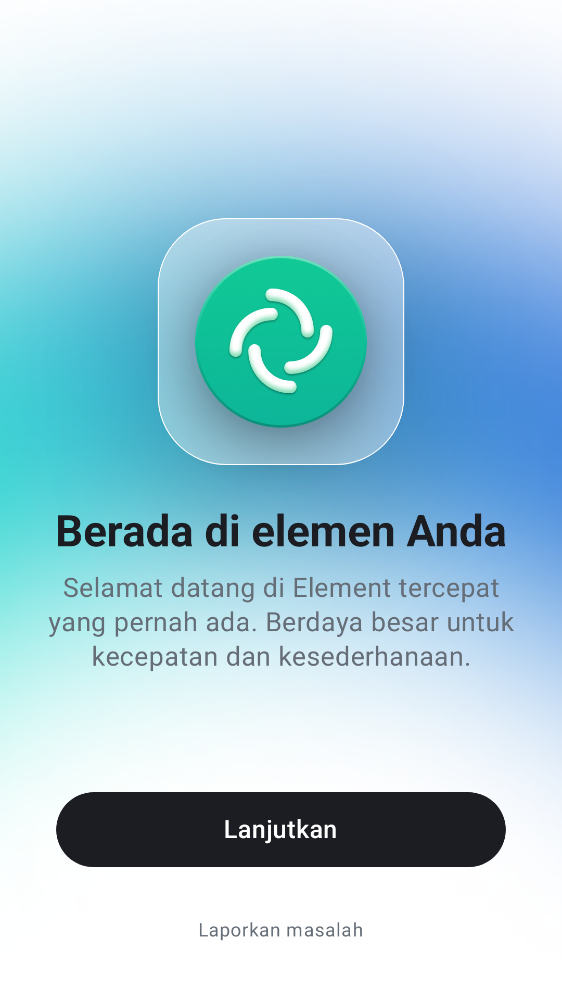 Berada di elemen Anda
Selamat datang di Element tercepat
yang pernah ada. Berdaya besar untuk
kecepatan dan kesederhanaan.
Lanjutkan
Laporkan masalah